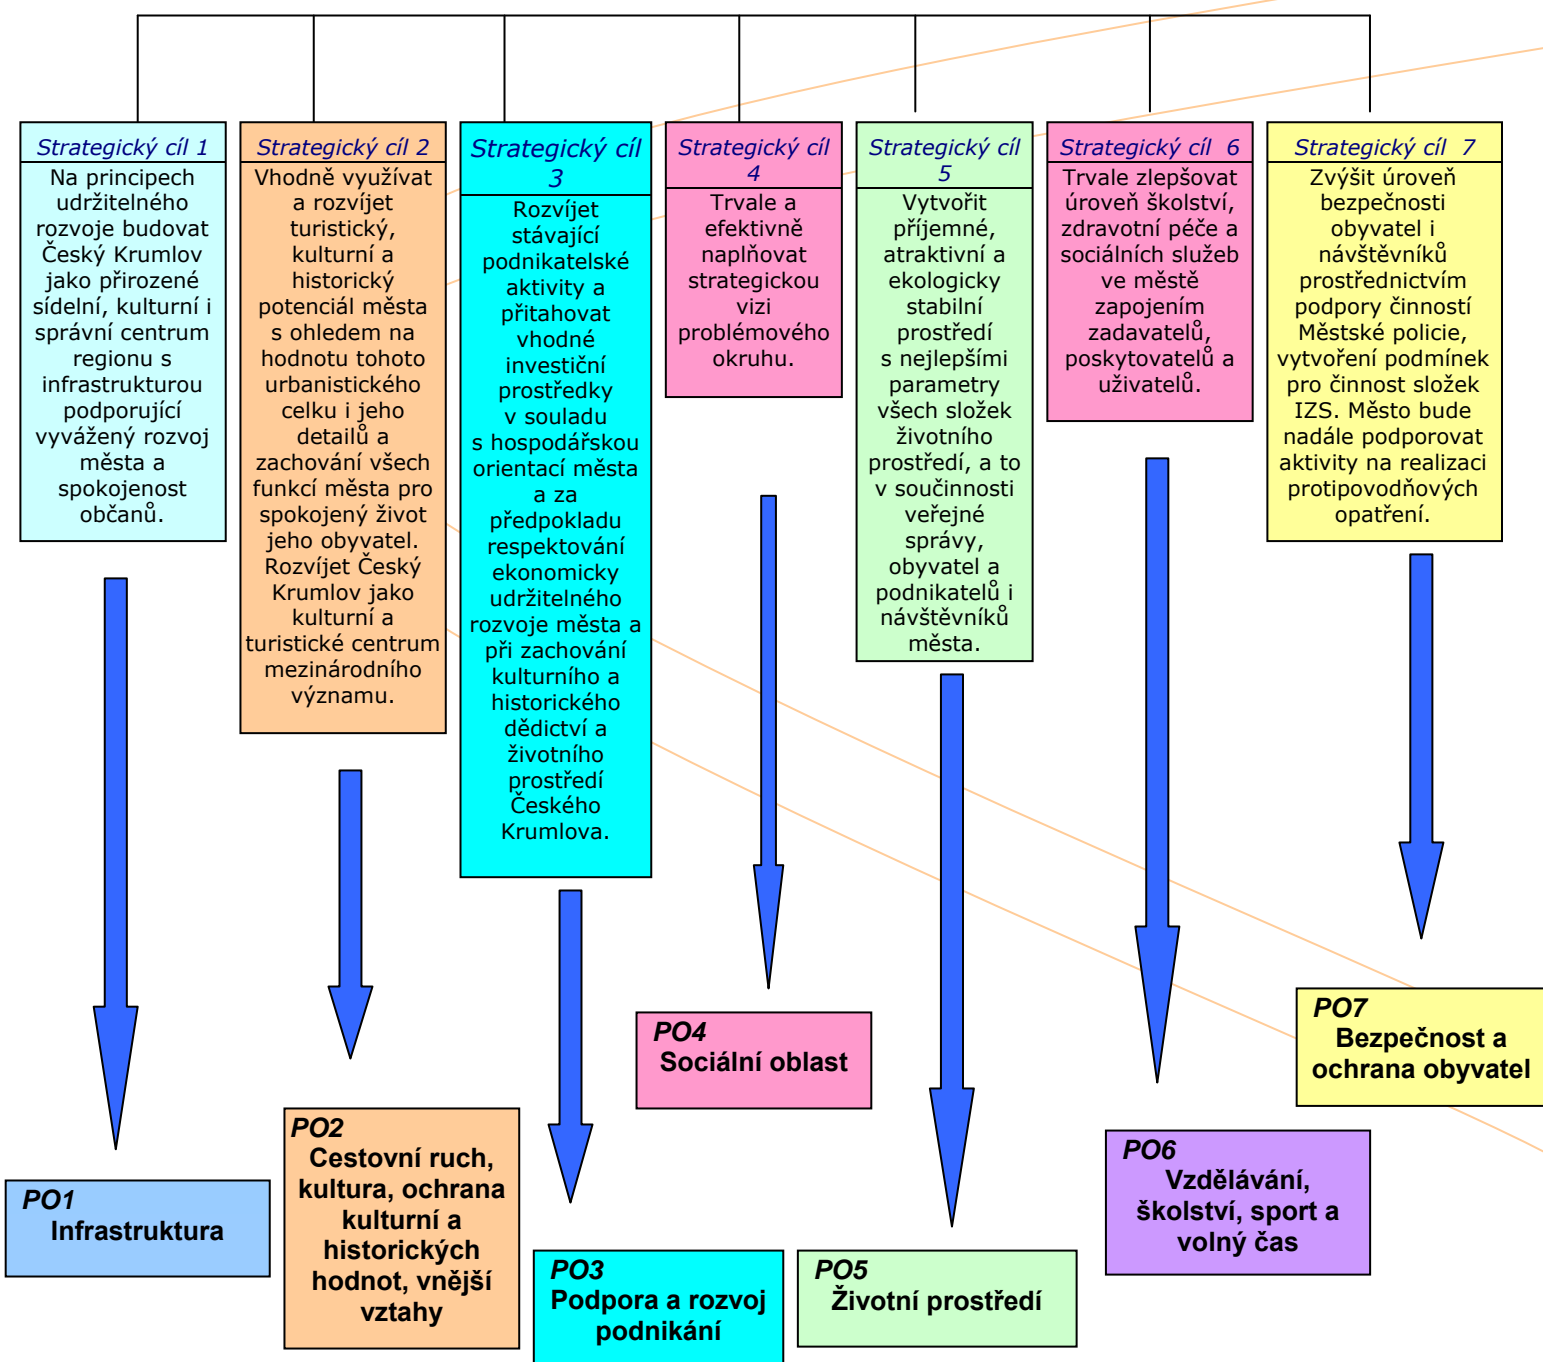 Strategický cíl 1
Na principech
udržitelného
rozvoje budovat
Český Krumlov
jako přirozené
sídelní, kulturní i
správní centrum
regionu s
infrastrukturou
podporující
vyvážený rozvoj
města a
spokojenost
občanů.
Strategický cíl 2
Vhodně využívat
a rozvíjet
turistický,
kulturní a
historický
potenciál města
s ohledem na
hodnotu tohoto
urbanistického
celku i jeho
detailů a
zachování všech
funkcí města pro
spokojený život
jeho obyvatel.
Rozvíjet Český
Krumlov jako
kulturní a
turistické centrum
mezinárodního
významu.
Strategický cíl
3
Rozvíjet
stávající
podnikatelské
aktivity a
přitahovat
vhodné
investiční
prostředky
v souladu
s hospodářskou
orientací města
a za
předpokladu
respektování
ekonomicky
udržitelného
rozvoje města a
při zachování
kulturního a
historického
dědictví a
životního
prostředí
Českého
Krumlova.
Strategický cíl
4
Trvale a
efektivně
naplňovat
strategickou
vizi
problémového
okruhu.
Strategický cíl
5
Vytvořit
příjemné,
atraktivní a
ekologicky
stabilní
prostředí
s nejlepšími
parametry
všech složek
životního
prostředí, a to
v součinnosti
veřejné
správy,
obyvatel a
podnikatelů i
návštěvníků
města.
Strategický cíl 6
Trvale zlepšovat
úroveň školství,
zdravotní péče a
sociálních služeb
ve městě
zapojením
zadavatelů,
poskytovatelů a
uživatelů.
Strategický cíl 7
Zvýšit úroveň
bezpečnosti
obyvatel i
návštěvníků
prostřednictvím
podpory činností
Městské policie,
vytvoření podmínek
pro činnost složek
IZS. Město bude
nadále podporovat
aktivity na realizaci
protipovodňových
opatření.
PO1
Infrastruktura
PO2
Cestovní ruch,
kultura, ochrana
kulturní a
historických
hodnot, vnější
vztahy
PO3
Podpora a rozvoj
podnikání
PO4
Sociální oblast
PO5
Životní prostředí
PO6
Vzdělávání,
školství, sport a
volný čas
PO7
Bezpečnost a
ochrana obyvatel